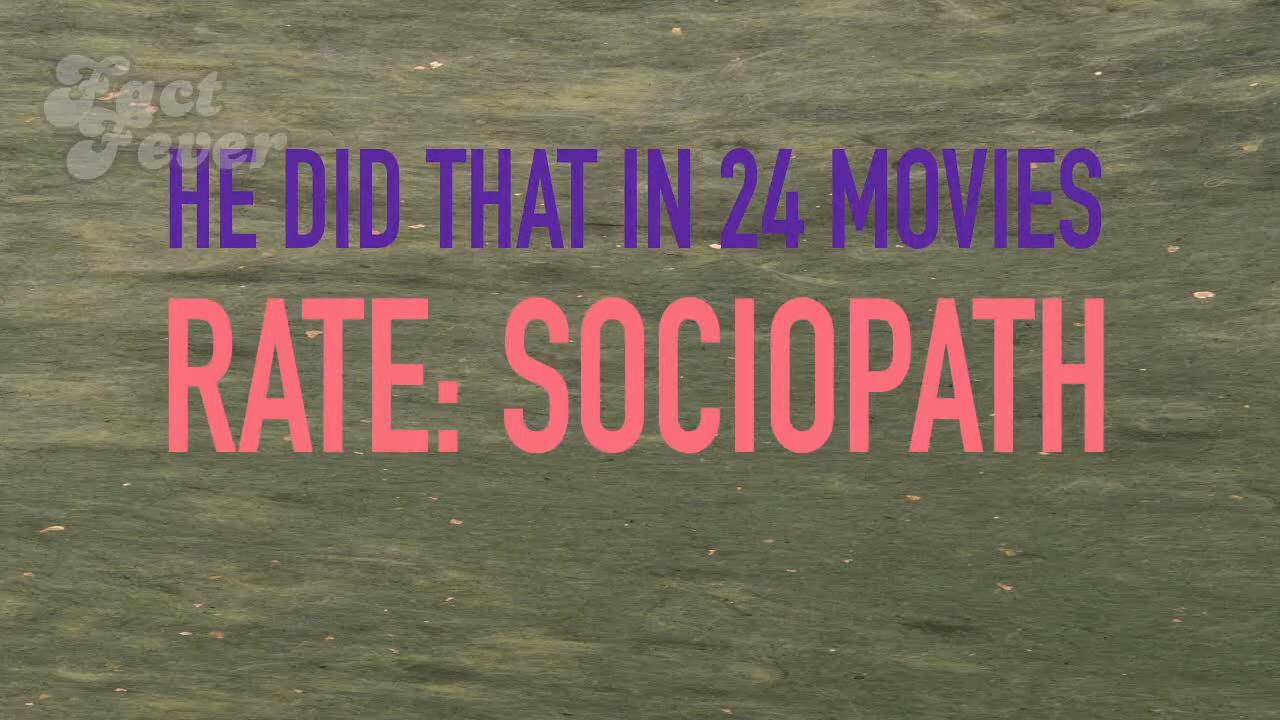 Fact
Fever
HE DID THAT IN 24 MOVIES
RATE: SOCIOPATH